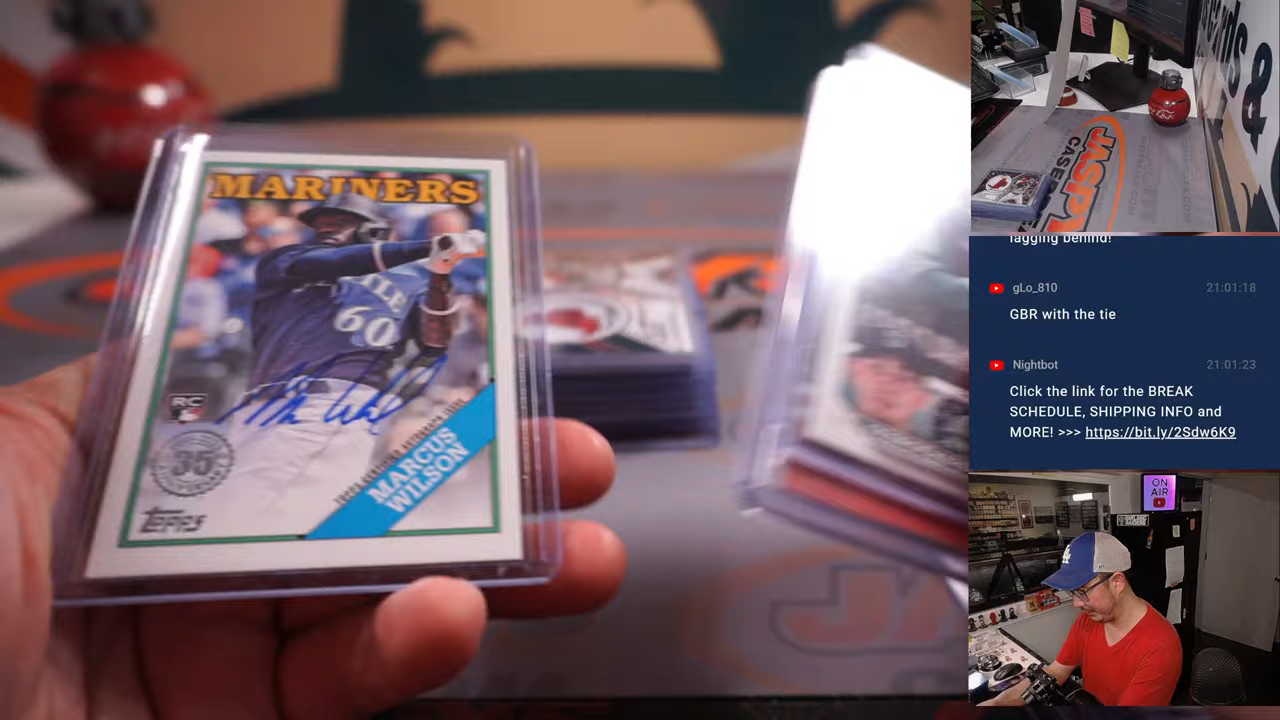 MARINERS
60
RC
35
MARCUS
WILSON
TOPPS
JASPY
CASE
lagging behind!
gLo_810 21:01:18
GBR with the tie
Nightbot 21:01:23
Click the link for the BREAK
SCHEDULE, SHIPPING INFO and
MORE! >>> https://bit.ly/2Sdw6K9
ON
AIR